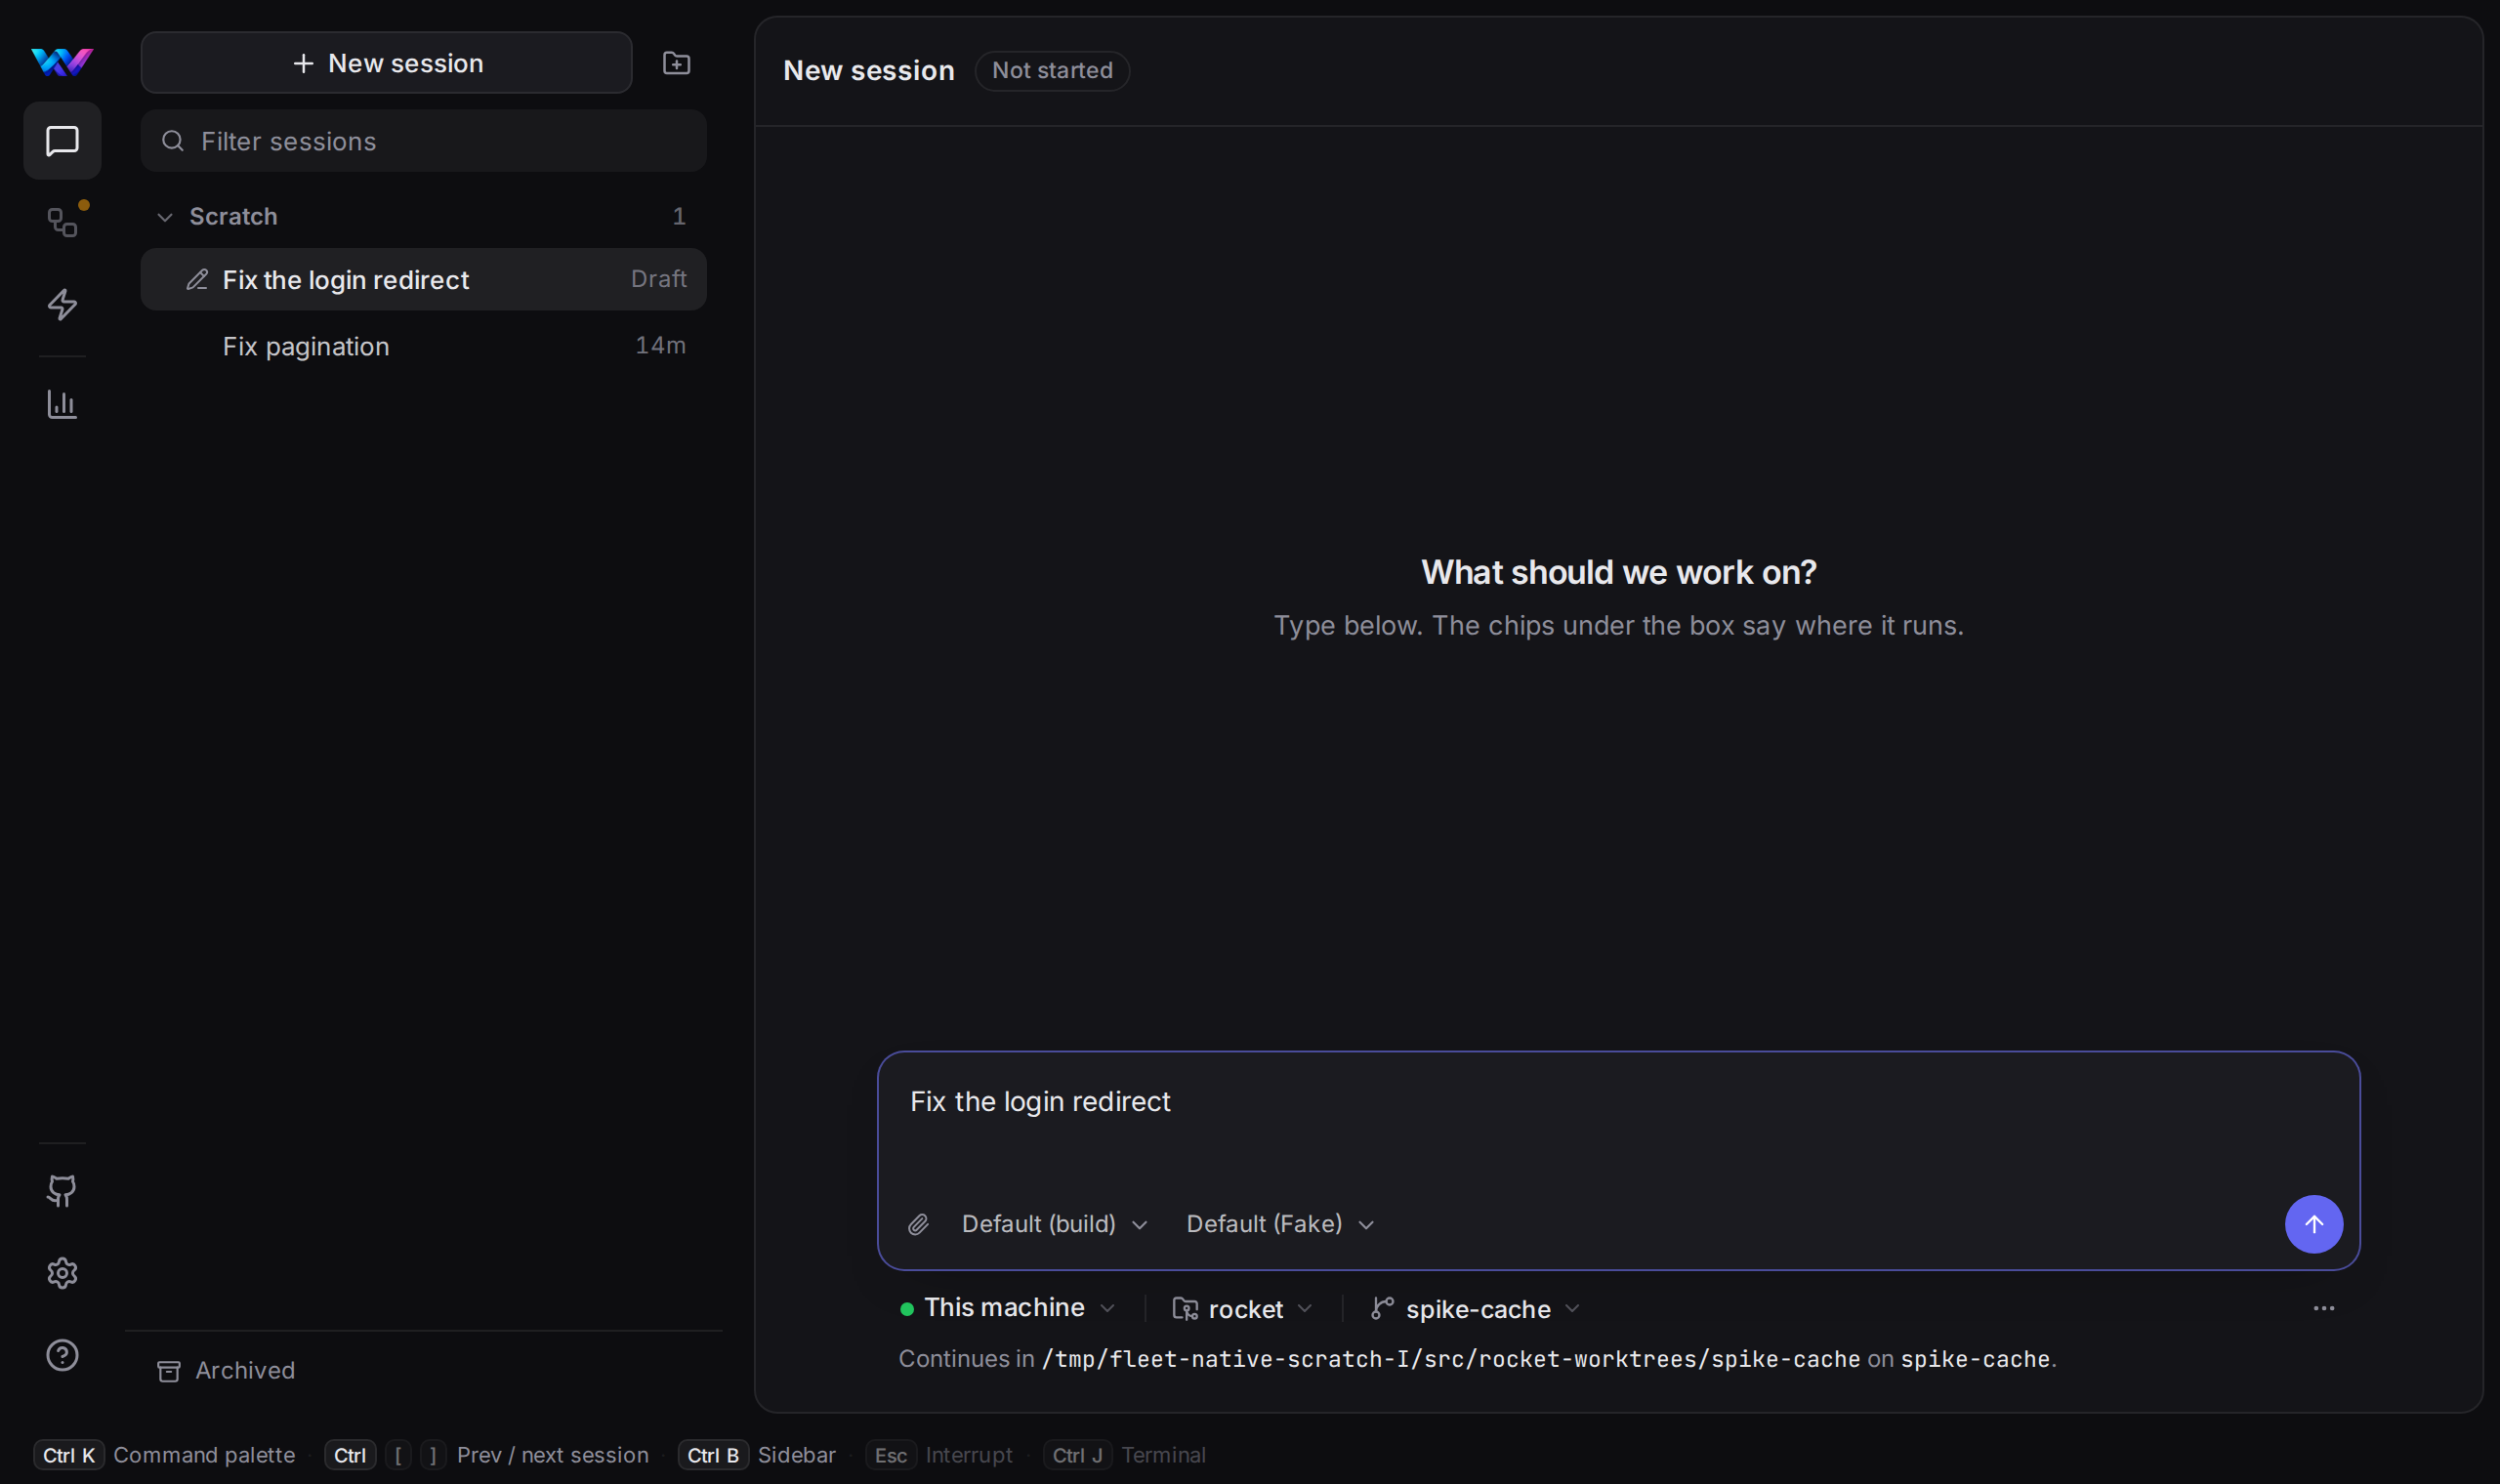 New session
Filter sessions
Scratch 1
Fix the login redirect Draft
Fix pagination 14m
Archived
New session Not started
What should we work on?
Type below. The chips under the box say where it runs.
Fix the login redirect
Default (build) Default (Fake)
This machine rocket spike-cache
Continues in /tmp/fleet-native-scratch-I/src/rocket-worktrees/spike-cache on spike-cache.
Ctrl K Command palette · Ctrl [ ] Prev / next session · Ctrl B Sidebar · Esc Interrupt · Ctrl J Terminal